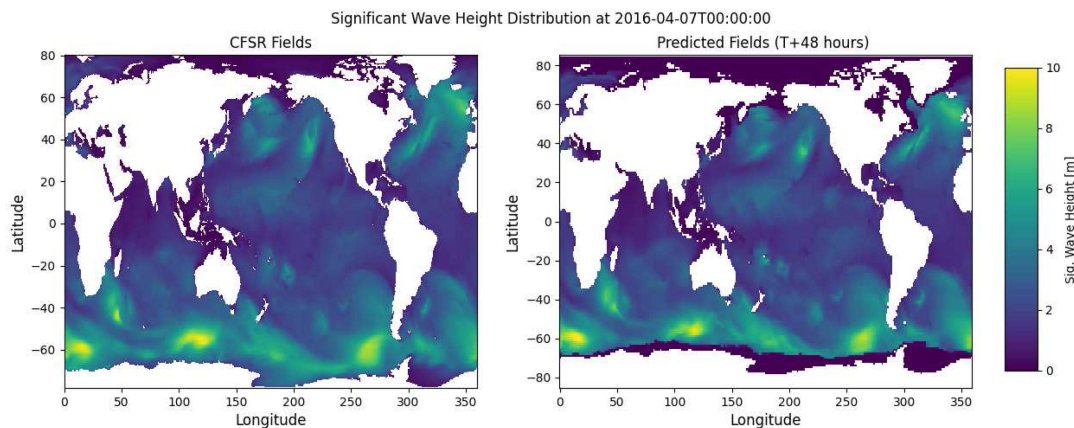 Significant Wave Height Distribution at 2016-04-07T00:00:00
CFSR Fields
80
60
40
20
0
−20
−40
−60
0 50 100 150 200 250 300 350
Latitude
Longitude
Predicted Fields (T+48 hours)
80
60
40
20
0
−20
−40
−60
−80
0 50 100 150 200 250 300 350
Latitude
Longitude
10
8
6
4
2
0
Sig. Wave Height [m]